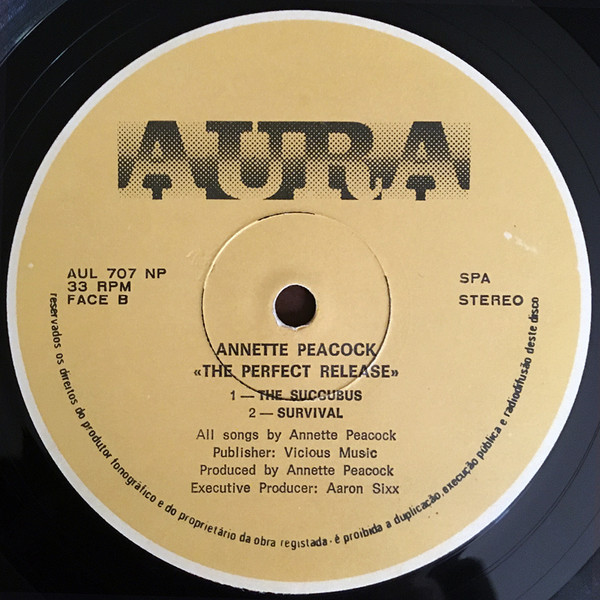 AURA
AUL 707 NP
33 RPM
FACE B
SPA
STEREO
ANNETTE PEACOCK
«THE PERFECT RELEASE»
1 — THE SUCCUBUS
2 — SURVIVAL
All songs by Annette Peacock
Publisher: Vicious Music
Produced by Annette Peacock
Executive Producer: Aaron Sixx
reservados os direitos do produtor fonográfico e do proprietário da obra registada - é proibida a duplicação, execução pública e radiodifusão deste disco